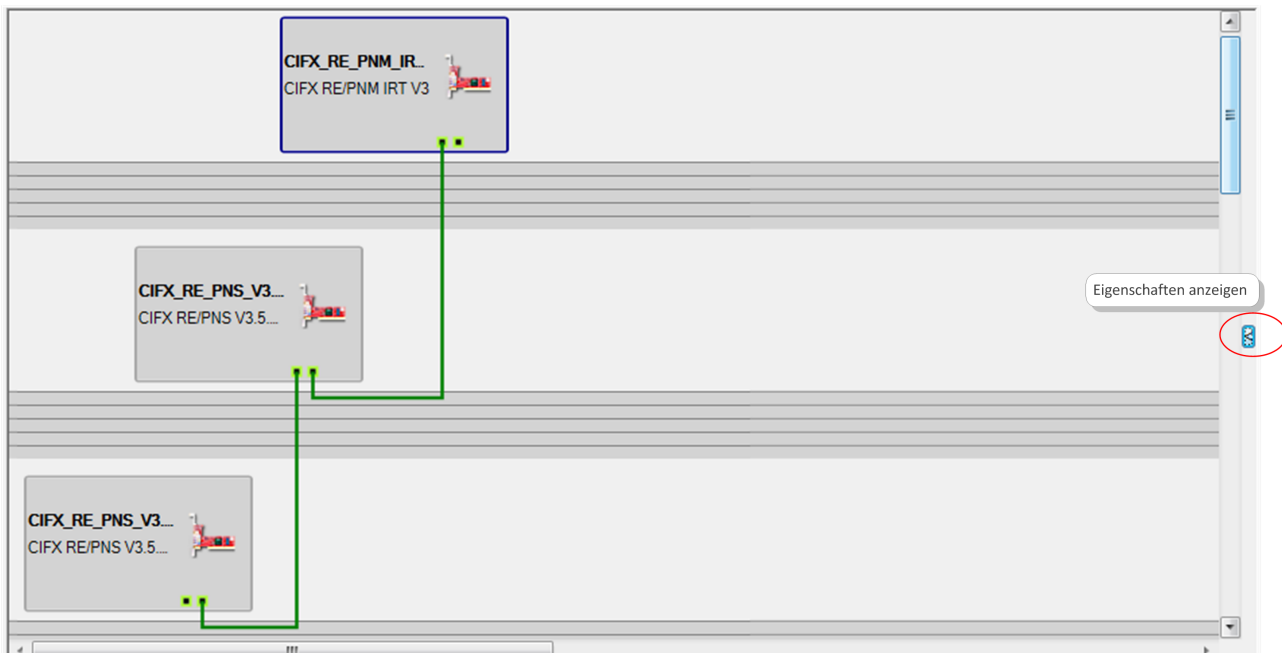 CIFX_RE_PNM_IR...
CIFX RE/PNM IRT V3
CIFX_RE_PNS_V3....
CIFX RE/PNS V3.5....
Eigenschaften anzeigen
CIFX_RE_PNS_V3....
CIFX RE/PNS V3.5....